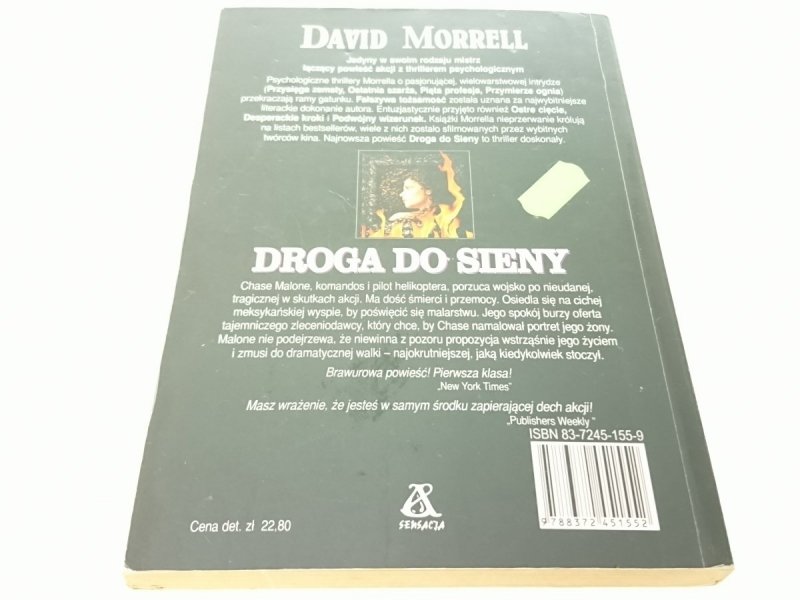 DAVID MORRELL
Jedyny w swoim rodzaju mistrz
łączący powieść akcji z thrillerem psychologicznym
Psychologiczne thrillery Morrella o pasjonującej, wielowarstwowej intrydze
(Przysięga zemsty, Ostatnia szarża, Piąta profesja, Przymierze ognia)
przekraczają ramy gatunku. Fałszywa tożsamość została uznana za najwybitniejsze
literackie dokonanie autora. Entuzjastycznie przyjęto również Ostre cięcie,
Desperackie kroki i Podwójny wizerunek. Książki Morrella nieprzerwanie królują
na listach bestsellerów, wiele z nich zostało sfilmowanych przez wybitnych
twórców kina. Najnowsza powieść Droga do Sieny to thriller doskonały.
DROGA DO SIENY
Chase Malone, komandos i pilot helikoptera, porzuca wojsko po nieudanej,
tragicznej w skutkach akcji. Ma dość śmierci i przemocy. Osiedla się na cichej
meksykańskiej wyspie, by poświęcić się malarstwu. Jego spokój burzy oferta
tajemniczego zleceniodawcy, który chce, by Chase namalował portret jego żony.
Malone nie podejrzewa, że niewinna z pozoru propozycja wstrząśnie jego życiem
i zmusi do dramatycznej walki – najokrutniejszej, jaką kiedykolwiek stoczył.
Brawurowa powieść! Pierwsza klasa!
„New York Times"
Masz wrażenie, że jesteś w samym środku zapierającej dech akcji!
„Publishers Weekly "
ISBN 83-7245-155-9
SENSACJA
Cena det. zł 22,80
9 788372 451552